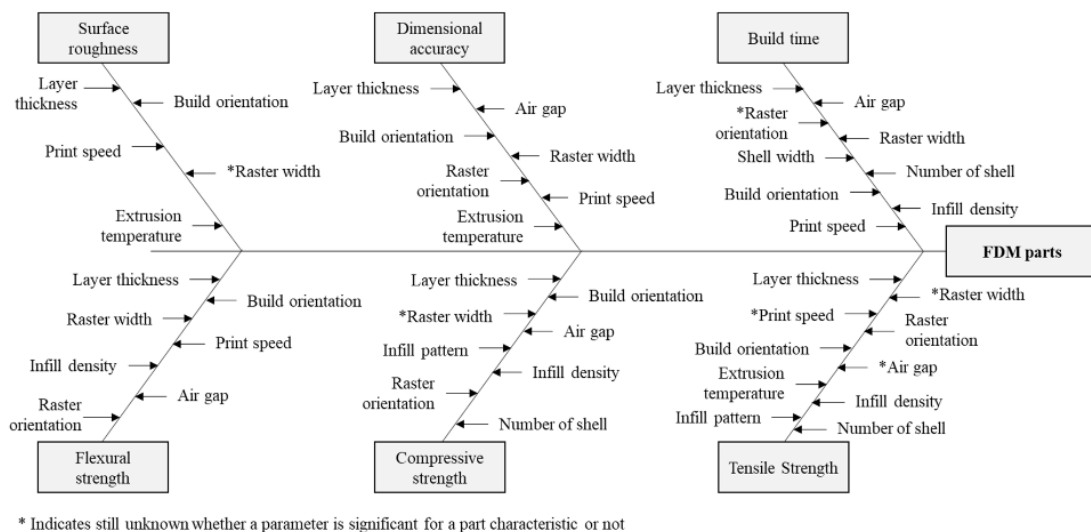 Surface
roughness
Dimensional
accuracy
Build time
Layer
thickness
Build orientation
Print speed
*Raster width
Extrusion
temperature
Layer thickness
Air gap
Build orientation
Raster width
Raster
orientation
Print speed
Extrusion
temperature
Layer thickness
Air gap
*Raster
orientation
Raster width
Shell width
Number of shell
Build orientation
Infill density
Print speed
FDM parts
Layer thickness
Build orientation
Raster width
Print speed
Infill density
Air gap
Raster
orientation
Flexural
strength
Layer thickness
Build orientation
*Raster width
Air gap
Infill pattern
Infill density
Raster
orientation
Number of shell
Compressive
strength
Layer thickness
*Raster width
*Print speed
Raster
orientation
Build orientation
*Air gap
Extrusion
temperature
Infill density
Infill pattern
Number of shell
Tensile Strength
* Indicates still unknown whether a parameter is significant for a part characteristic or not